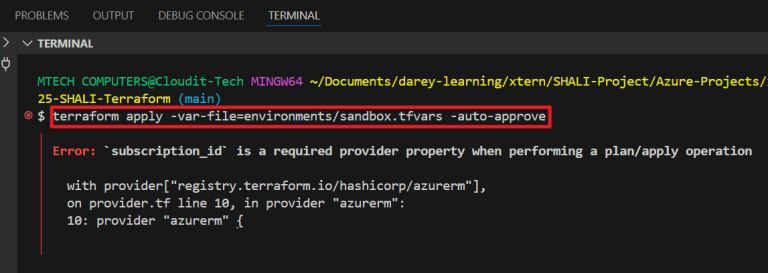 PROBLEMS OUTPUT DEBUG CONSOLE TERMINAL
TERMINAL
MTECH COMPUTERS@Cloudit-Tech MINGW64 ~/Documents/darey-learning/xtern/SHALI-Project/Azure-Projects/
25-SHALI-Terraform (main)
$ terraform apply -var-file=environments/sandbox.tfvars -auto-approve
Error: `subscription_id` is a required provider property when performing a plan/apply operation
with provider["registry.terraform.io/hashicorp/azurerm"],
on provider.tf line 10, in provider "azurerm":
10: provider "azurerm" {